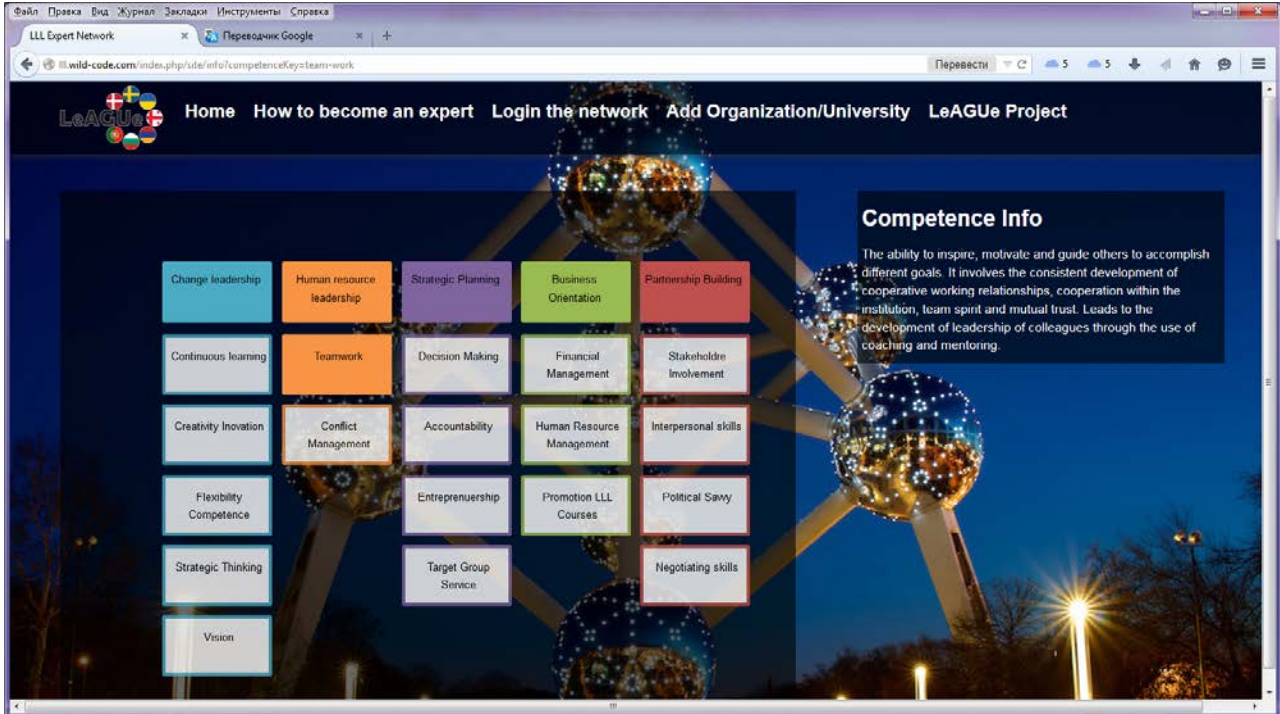 Файл Правка Вид Журнал Закладки Инструменты Справка
LLL Expert Network
Переводчик Google
lll.wild-code.com/index.php/site/info?competenceKey=team-work
Перевести
5
5
LeAGUe
Home How to become an expert Login the network Add Organization/University LeAGUe Project
Change leadership
Human resource
leadership
Strategic Planning
Business
Orientation
Partnership Building
Continuous learning
Teamwork
Decision Making
Financial
Management
Stakeholdre
Involvement
Creativity Inovation
Conflict
Management
Accountability
Human Resource
Management
Interpersonal skills
Flexibility
Competence
Entreprenuership
Promotion LLL
Courses
Political Savvy
Strategic Thinking
Target Group
Service
Negotiating skills
Vision
Competence Info
The ability to inspire, motivate and guide others to accomplish
different goals. It involves the consistent development of
cooperative working relationships, cooperation within the
institution, team spirit and mutual trust. Leads to the
development of leadership of colleagues through the use of
coaching and mentoring.